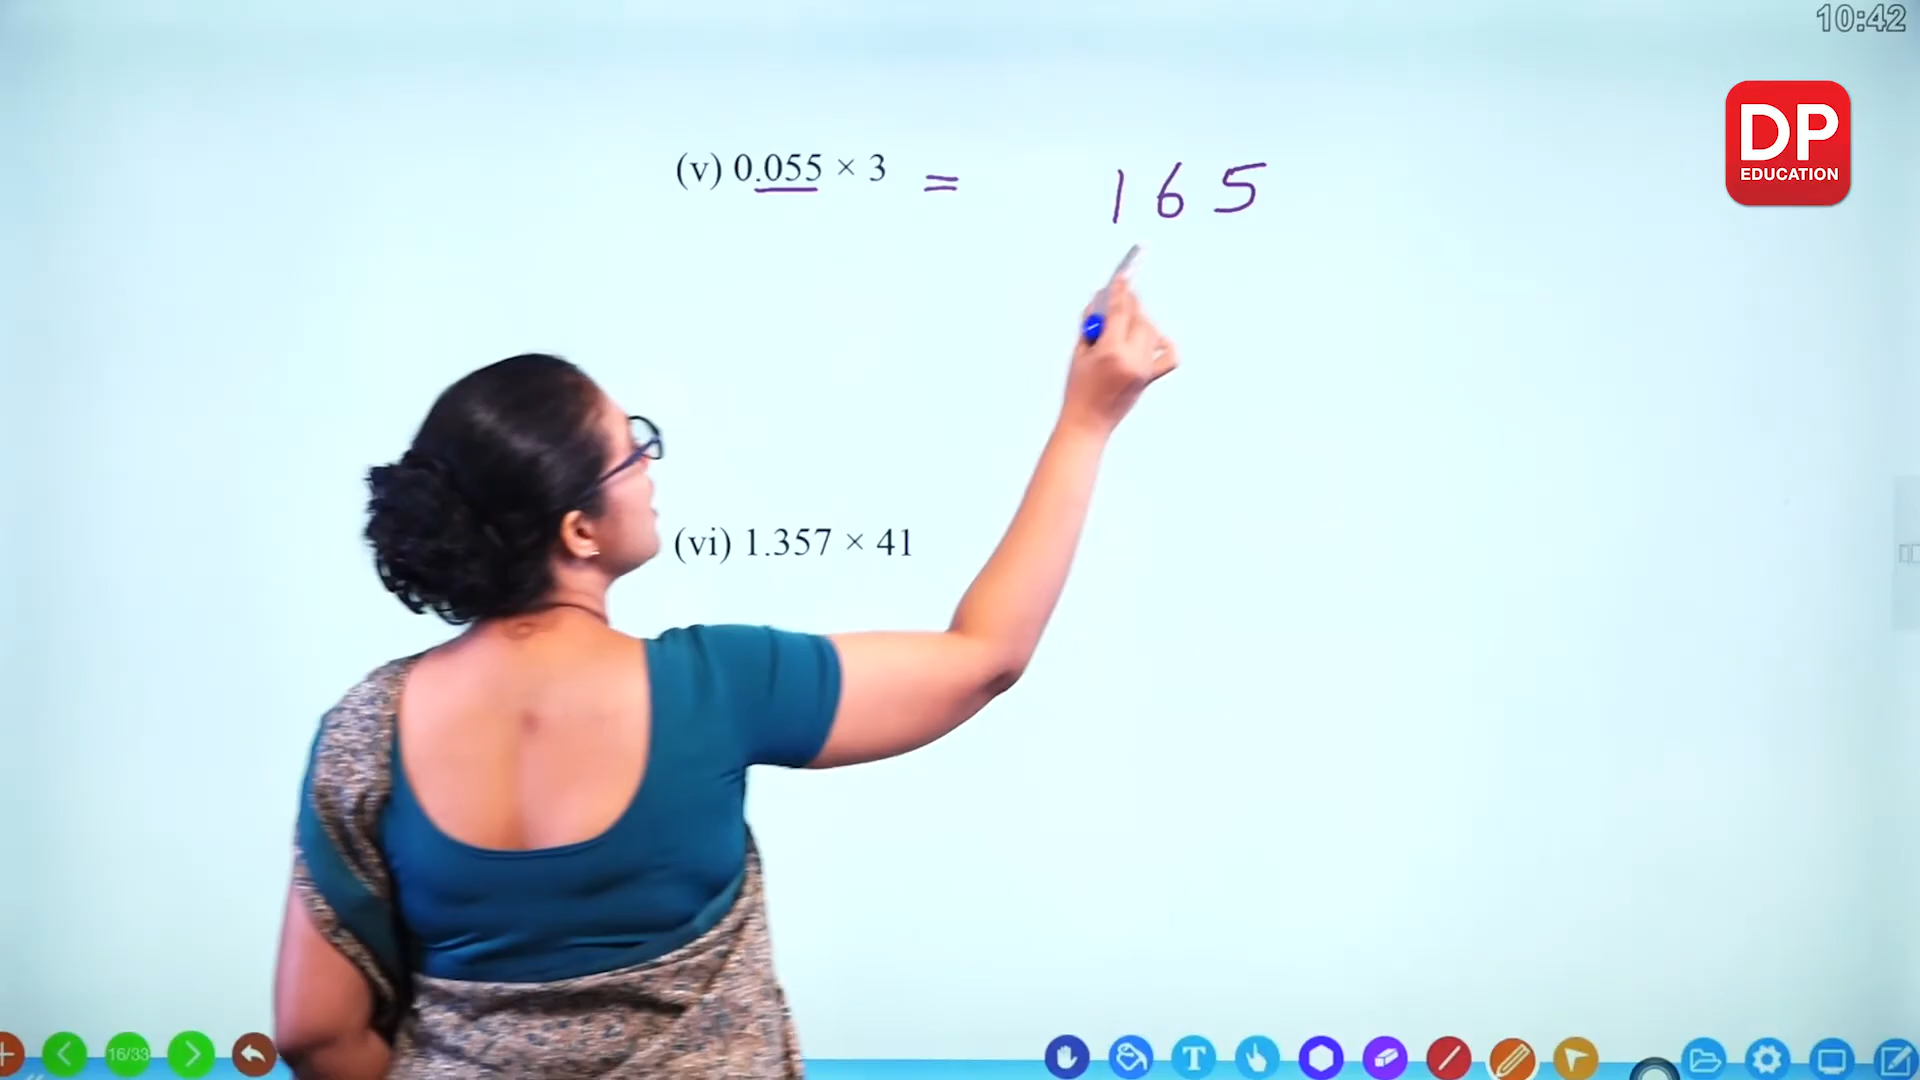 10:42
DP
EDUCATION
(v) 0.055 × 3 = 165
(vi) 1.357 × 41
16/33
T